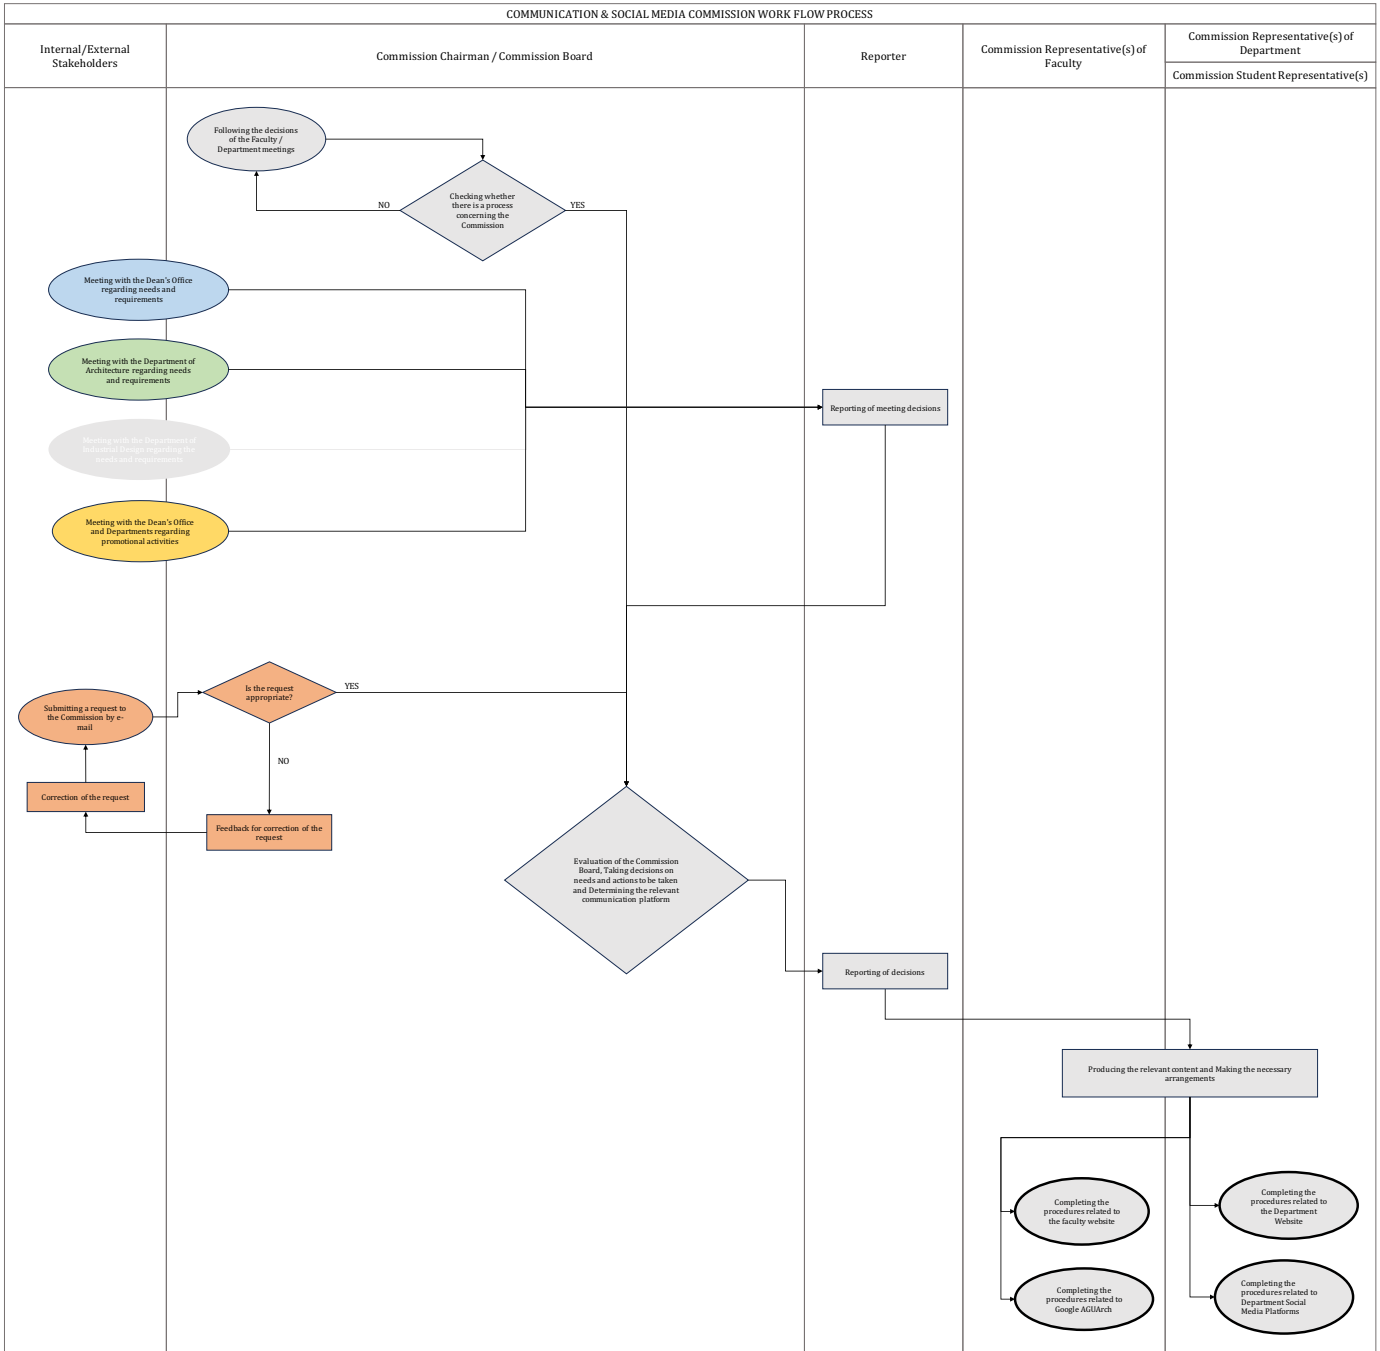 COMMUNICATION & SOCIAL MEDIA COMMISSION WORK FLOW PROCESS
Internal/External
Stakeholders
Commission Chairman / Commission Board
Reporter
Commission Representative(s) of
Faculty
Commission Representative(s) of
Department
Commission Student Representative(s)
Following the decisions
of the Faculty /
Department meetings
Checking whether
there is a process
concerning the
Commission
NO
YES
Meeting with the Dean's Office
regarding needs and
requirements
Meeting with the Department of
Architecture regarding needs
and requirements
Reporting of meeting decisions
Meeting with the Department of
Industrial Design regarding the
needs and requirements
Meeting with the Dean's Office
and Departments regarding
promotional activities
Is the request
appropriate?
YES
Submitting a request to
the Commission by e-
mail
NO
Correction of the request
Feedback for correction of the
request
Evaluation of the Commission
Board, Taking decisions on
needs and actions to be taken
and Determining the relevant
communication platform
Reporting of decisions
Producing the relevant content and Making the necessary
arrangements
Completing the
procedures related to
the faculty website
Completing the
procedures related to
the Department
Website
Completing the
procedures related to
Google AGUArch
Completing the
procedures related to
Department Social
Media Platforms